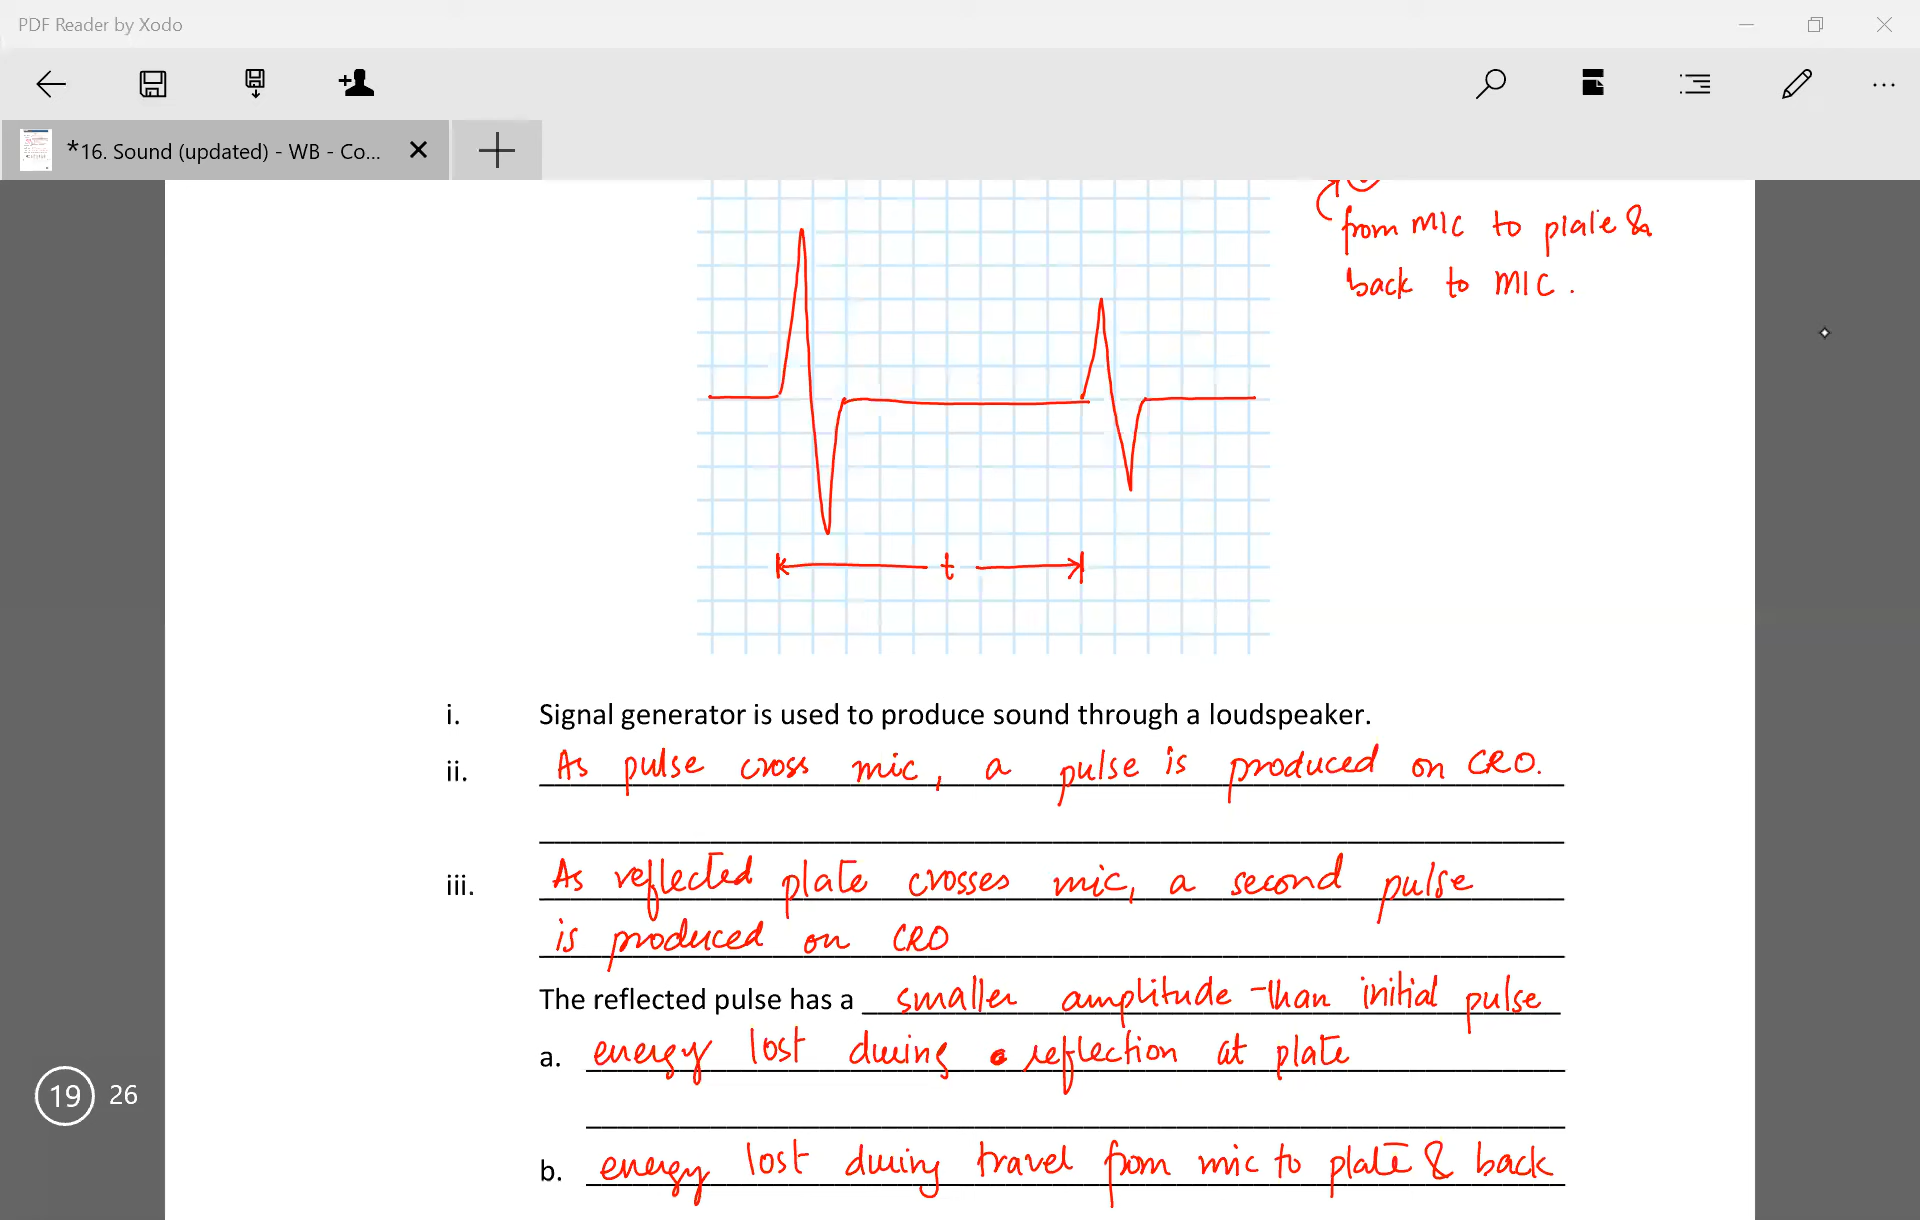 PDF Reader by Xodo
*16. Sound (updated) - WB - Co...
from MIC to plate &
back to MIC.
t
i. Signal generator is used to produce sound through a loudspeaker.
ii. As pulse cross mic, a pulse is produced on CRO.
iii. As reflected plate crosses mic, a second pulse
is produced on CRO
The reflected pulse has a smaller amplitude than initial pulse
a. energy lost during reflection at plate
19 26
b. energy lost during travel from mic to plate & back